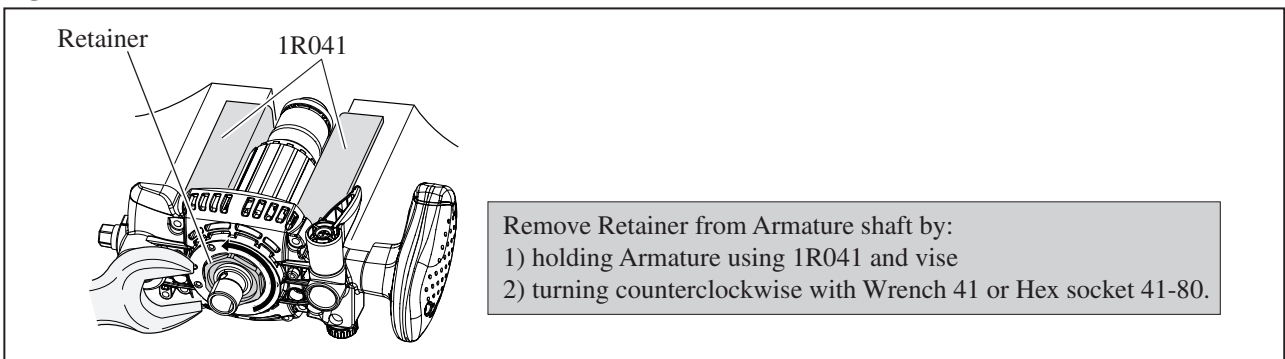 Retainer
1R041
Remove Retainer from Armature shaft by:
1) holding Armature using 1R041 and vise
2) turning counterclockwise with Wrench 41 or Hex socket 41-80.